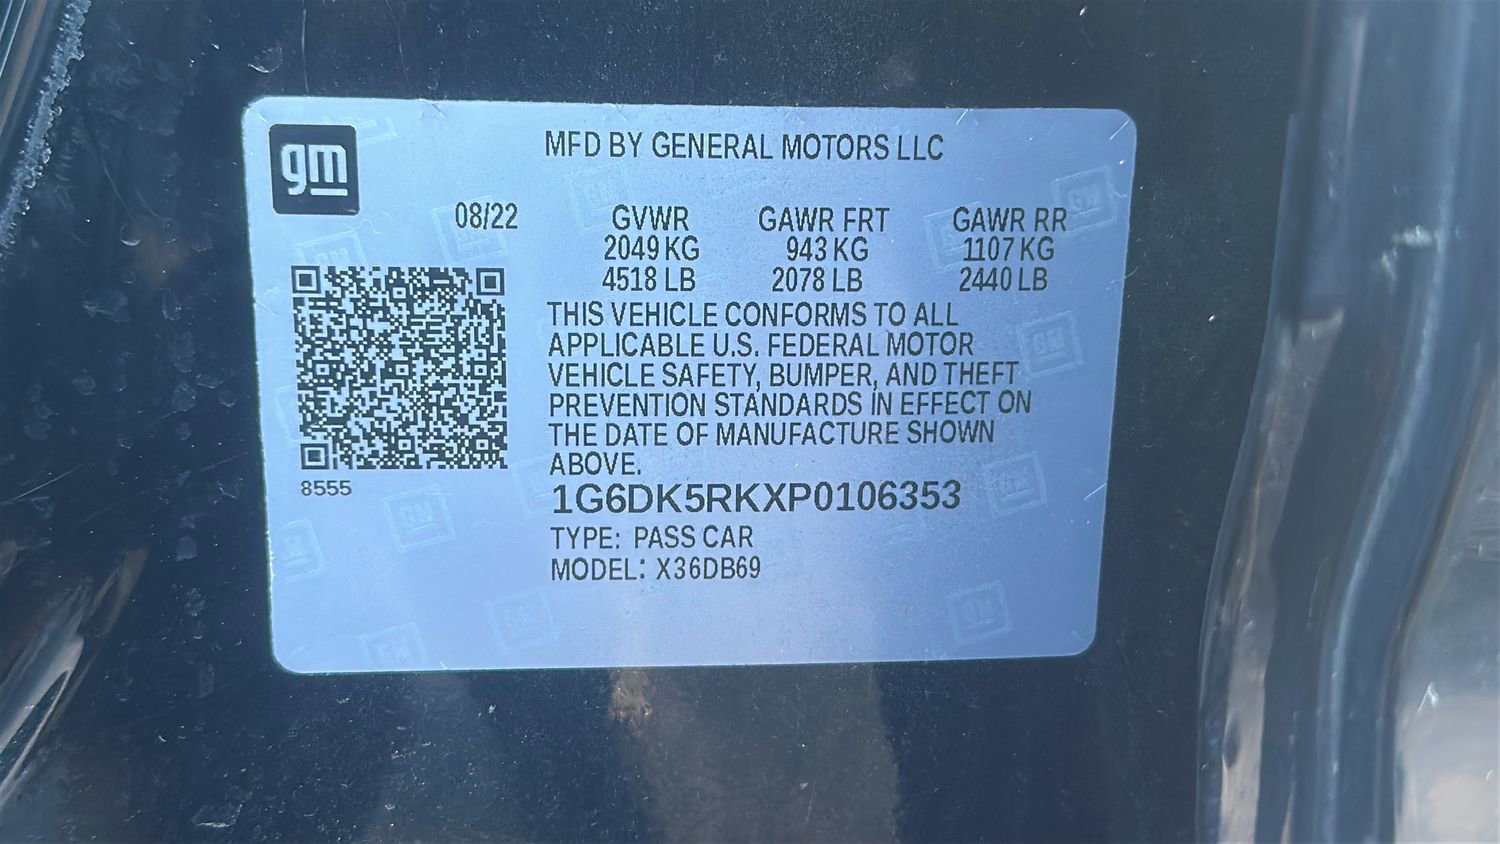 gm
MFD BY GENERAL MOTORS LLC
08/22 GVWR GAWR FRT GAWR RR
2049 KG 943 KG 1107 KG
4518 LB 2078 LB 2440 LB
THIS VEHICLE CONFORMS TO ALL
APPLICABLE U.S. FEDERAL MOTOR
VEHICLE SAFETY, BUMPER, AND THEFT
PREVENTION STANDARDS IN EFFECT ON
THE DATE OF MANUFACTURE SHOWN
ABOVE.
8555
1G6DK5RKXP0106353
TYPE: PASS CAR
MODEL: X36DB69